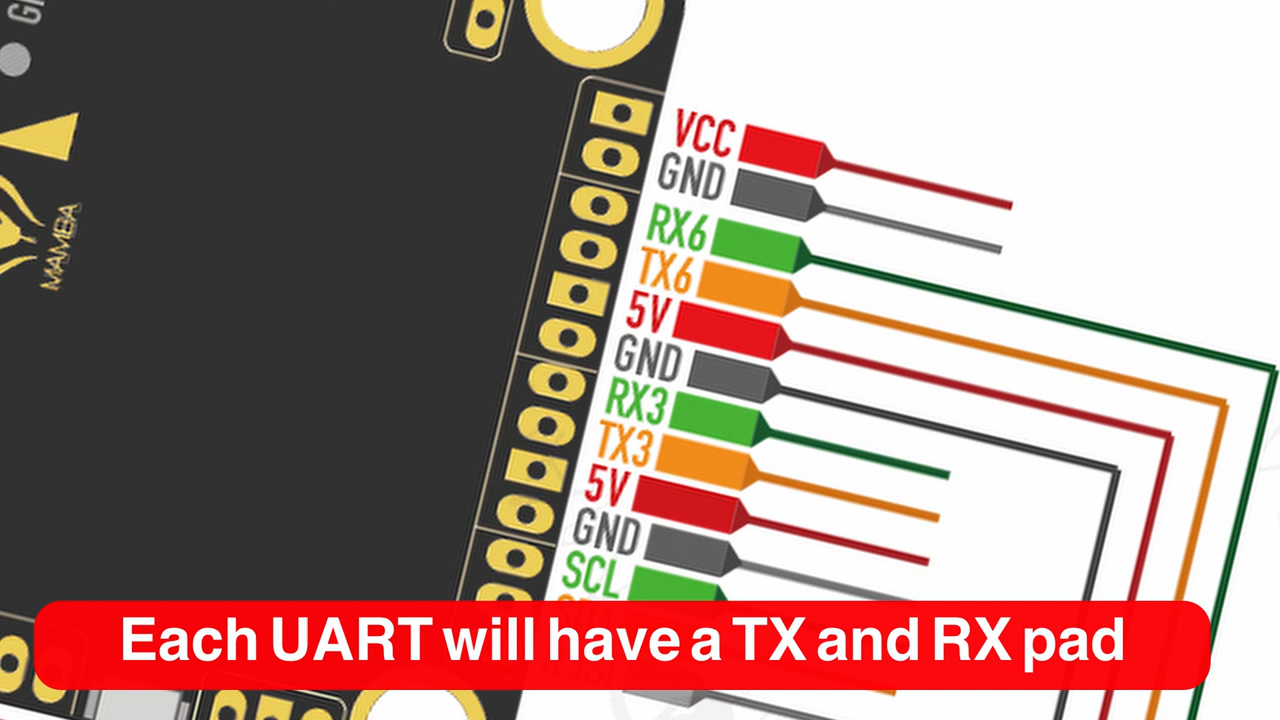 MAMBA
VCC
GND
RX6
TX6
5V
GND
RX3
TX3
5V
GND
SCL
Each UART will have a TX and RX pad